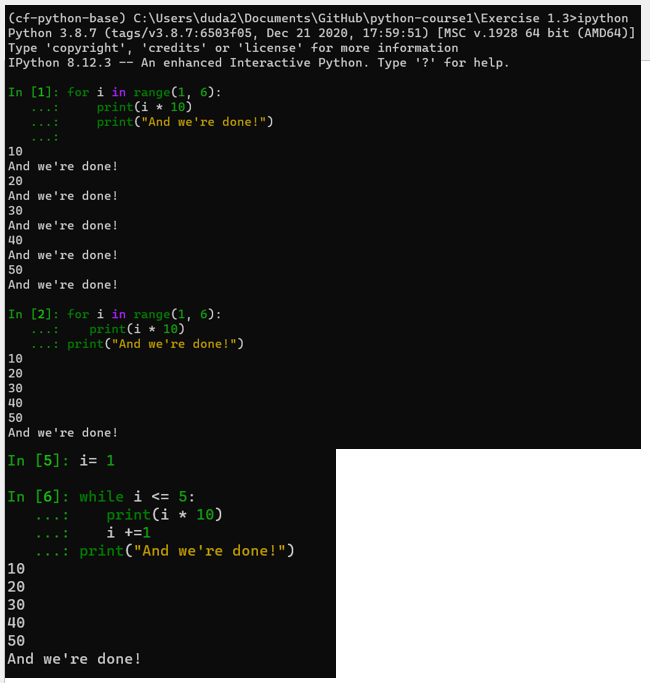 (cf-python-base) C:\Users\duda2\Documents\GitHub\python-course1\Exercise 1.3>ipython
Python 3.8.7 (tags/v3.8.7:6503f05, Dec 21 2020, 17:59:51) [MSC v.1928 64 bit (AMD64)]
Type 'copyright', 'credits' or 'license' for more information
IPython 8.12.3 -- An enhanced Interactive Python. Type '?' for help.

In [1]: for i in range(1, 6):
   ...:     print(i * 10)
   ...:     print("And we're done!")
   ...:
10
And we're done!
20
And we're done!
30
And we're done!
40
And we're done!
50
And we're done!

In [2]: for i in range(1, 6):
   ...:    print(i * 10)
   ...: print("And we're done!")
10
20
30
40
50
And we're done!
In [5]: i= 1

In [6]: while i <= 5:
   ...:    print(i * 10)
   ...:    i +=1
   ...: print("And we're done!")
10
20
30
40
50
And we're done!